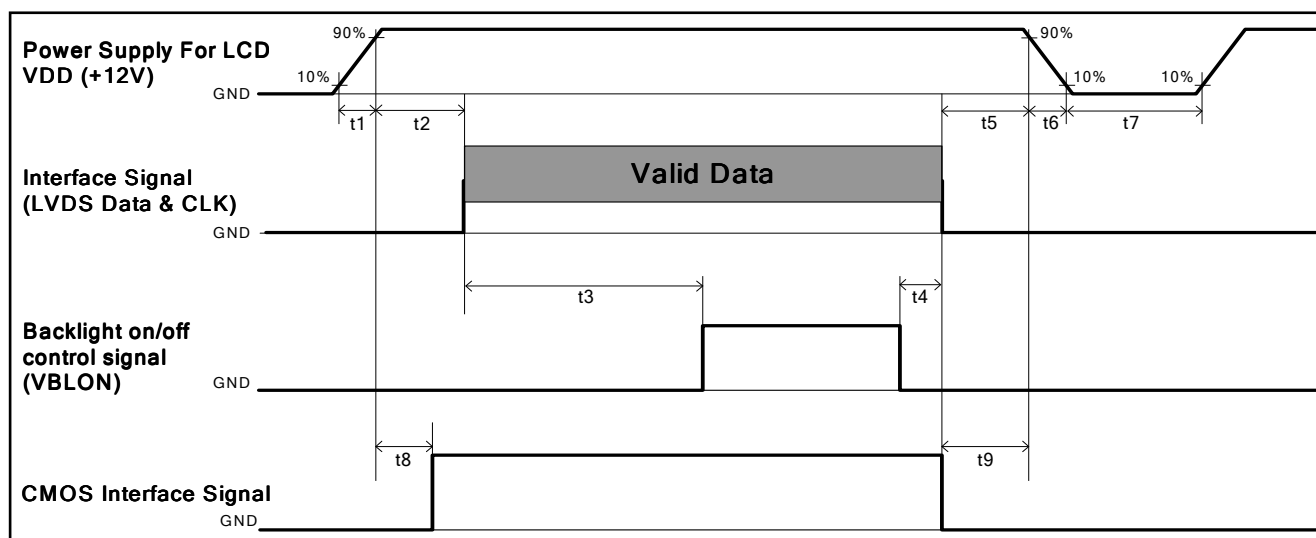 Power Supply For LCD
VDD (+12V)
90%
90%
10%
10%
10%
GND
t1
t2
t5
t6
t7
Valid Data
Interface Signal
(LVDS Data & CLK)
GND
t3
t4
Backlight on/off
control signal
(VBLON)
GND
t8
t9
CMOS Interface Signal
GND